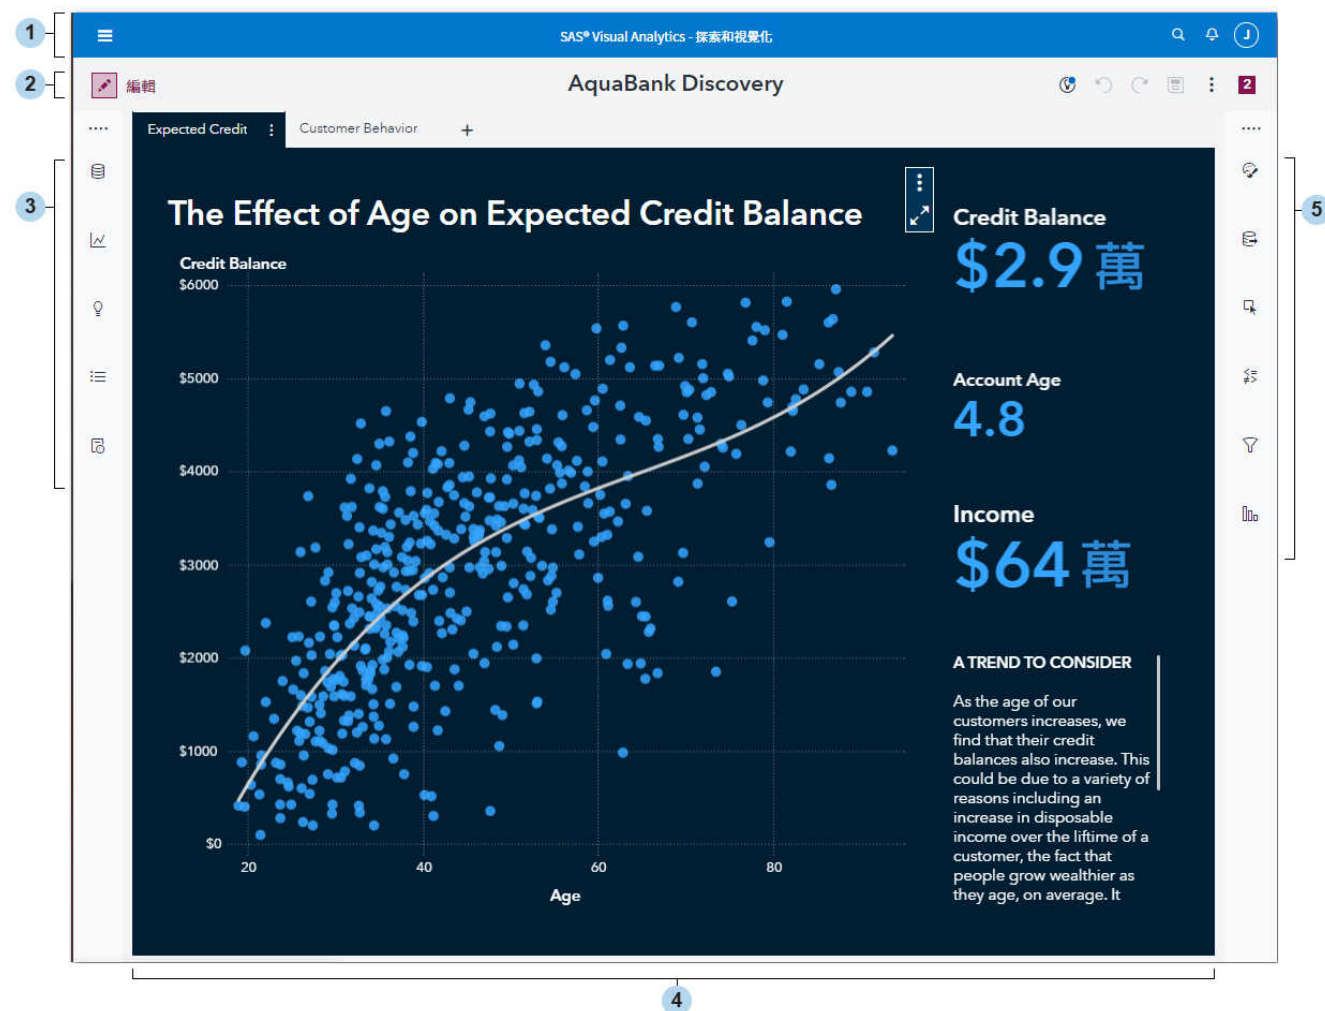 1
SAS® Visual Analytics - 探索和視覺化
J
2
編輯
AquaBank Discovery
2
Expected Credit
Customer Behavior
+
3
5
The Effect of Age on Expected Credit Balance
Credit Balance
$6000
$5000
$4000
$3000
$2000
$1000
$0
20
40
60
80
Age
Credit Balance
$2.9 萬
Account Age
4.8
Income
$64 萬
A TREND TO CONSIDER
As the age of our
customers increases, we
find that their credit
balances also increase. This
could be due to a variety of
reasons including an
increase in disposable
income over the liftime of a
customer, the fact that
people grow wealthier as
they age, on average. It
4